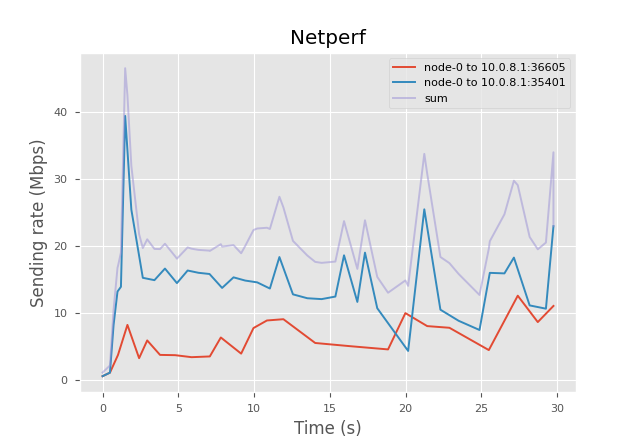 Netperf
node-0 to 10.0.8.1:36605
node-0 to 10.0.8.1:35401
sum
Sending rate (Mbps)
40
30
20
10
0
0 5 10 15 20 25 30
Time (s)